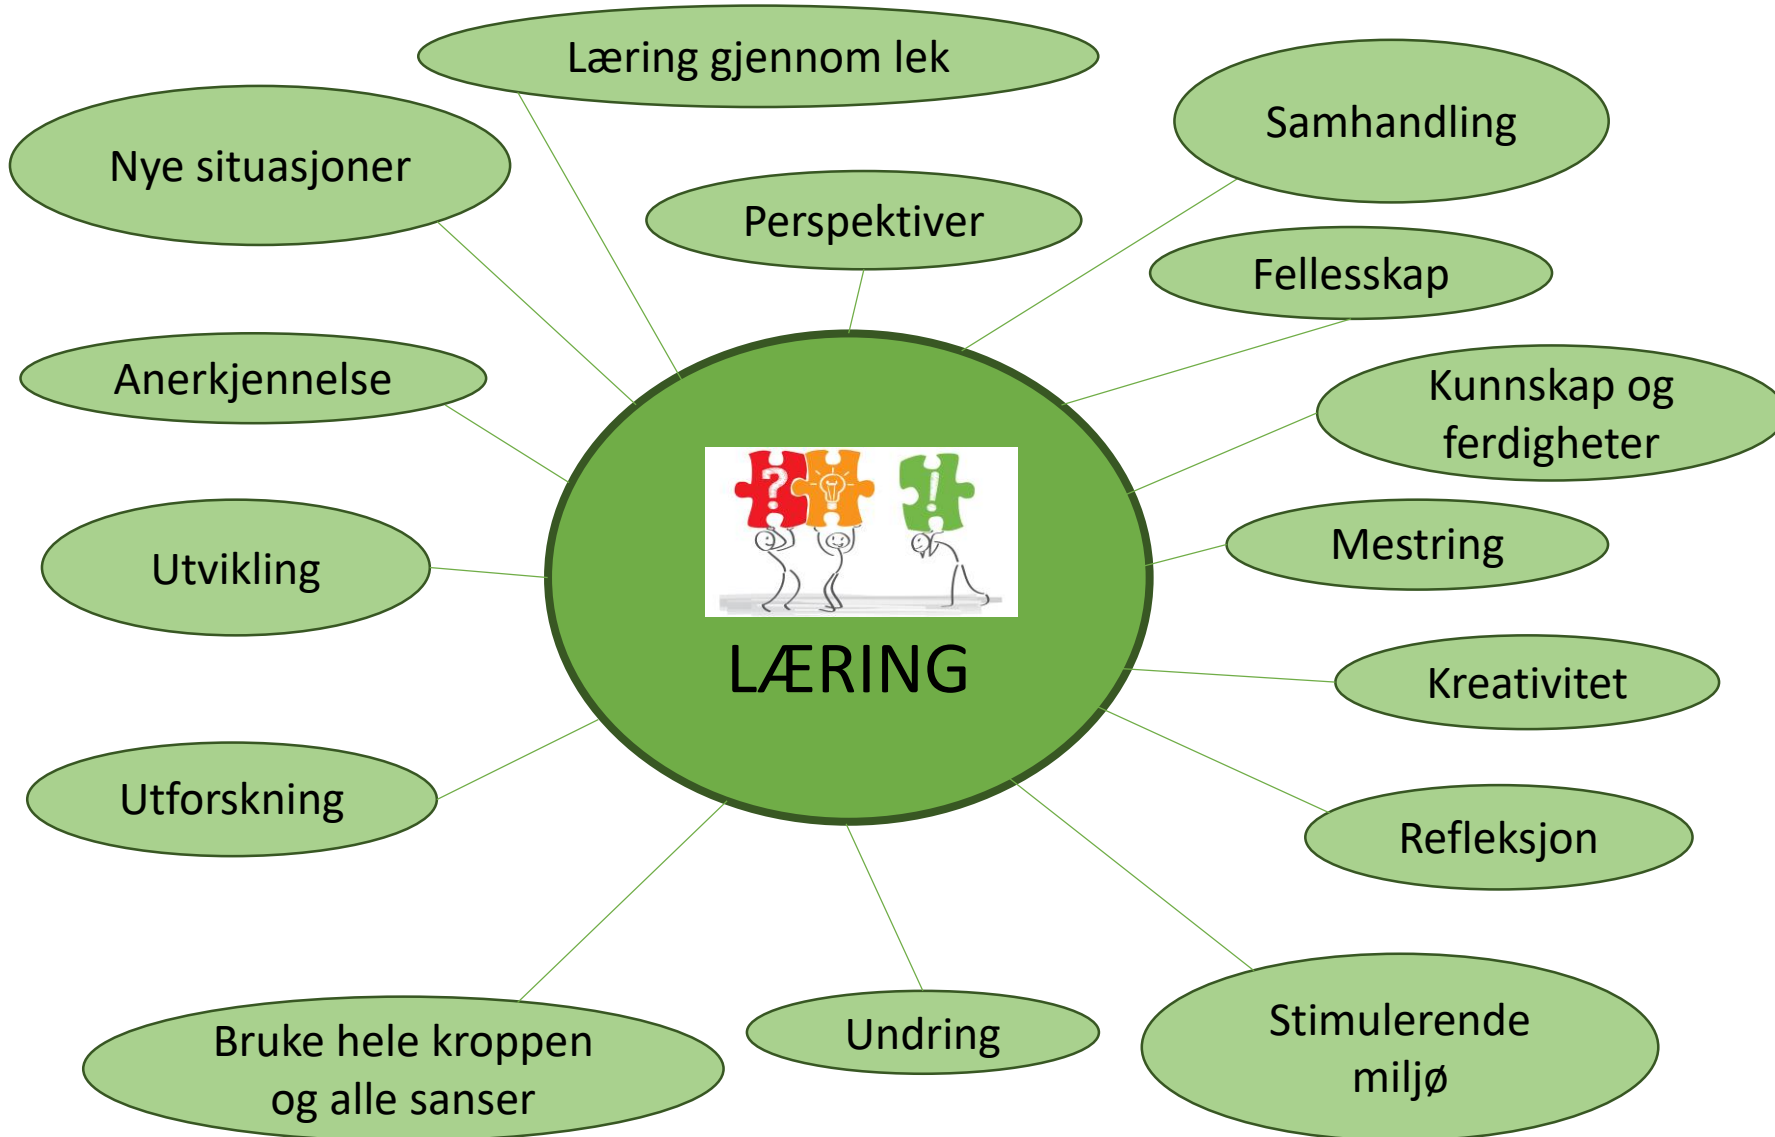 Læring gjennom lek
Samhandling
Nye situasjoner
Perspektiver
Fellesskap
Anerkjennelse
Kunnskap og
ferdigheter
?
!
Mestring
Utvikling
LÆRING
Kreativitet
Utforskning
Refleksjon
Stimulerende
miljø
Undring
Bruke hele kroppen
og alle sanser